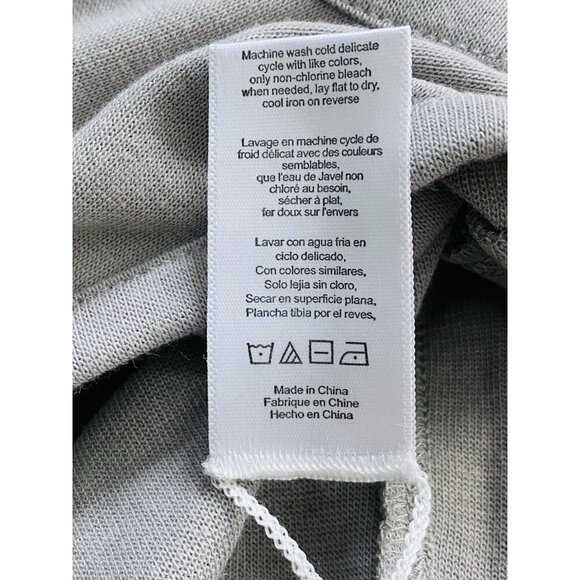 Machine wash cold delicate
cycle with like colors,
only non-chlorine bleach
when needed, lay flat to dry,
cool iron on reverse
Lavage en machine cycle de
froid délicat avec des couleurs
semblables,
que l'eau de Javel non
chloré au besoin,
sécher à plat,
fer doux sur l'envers
Lavar con agua fria en
ciclo delicado,
Con colores similares,
Solo lejia sin cloro,
Secar en superficie plana,
Plancha tibia por el reves,
Made in China
Fabrique en Chine
Hecho en China